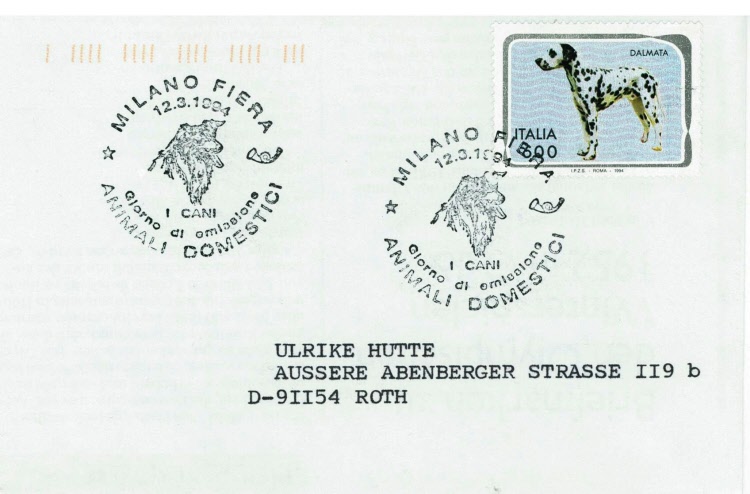 MILANO FIERA
12.3.1994
I CANI
Giorno di emissione
ANIMALI DOMESTICI
MILANO FIERA
12.3.1994
I CANI
Giorno di emissione
ANIMALI DOMESTICI
DALMATA
ITALIA
600
I.P.Z.S. - ROMA - 1994
ULRIKE HUTTE
AUSSERE ABENBERGER STRASSE II9 b
D-9II54 ROTH